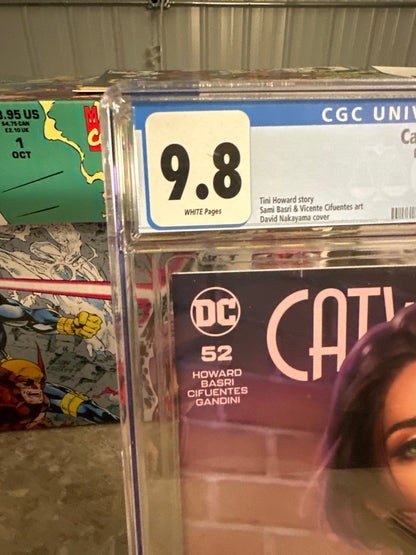 3.95 US
$4.75 CAN
£2.10 UK
1
OCT
CGC UNIV
Ca
9.8
WHITE Pages
Tini Howard story
Sami Basri & Vicente Cifuentes art
David Nakayama cover
DC
CATW
52
HOWARD
BASRI
CIFUENTES
GANDINI